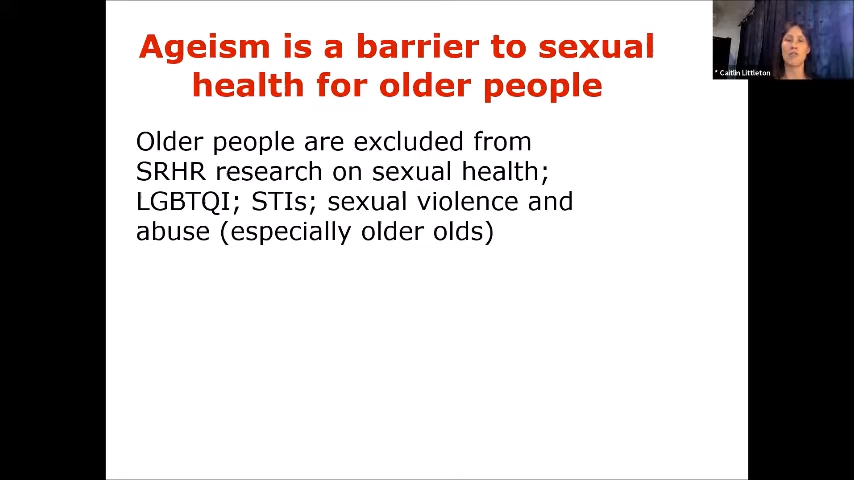 Ageism is a barrier to sexual
health for older people
Older people are excluded from
SRHR research on sexual health;
LGBTQI; STIs; sexual violence and
abuse (especially older olds)
* Caitlin Littleton